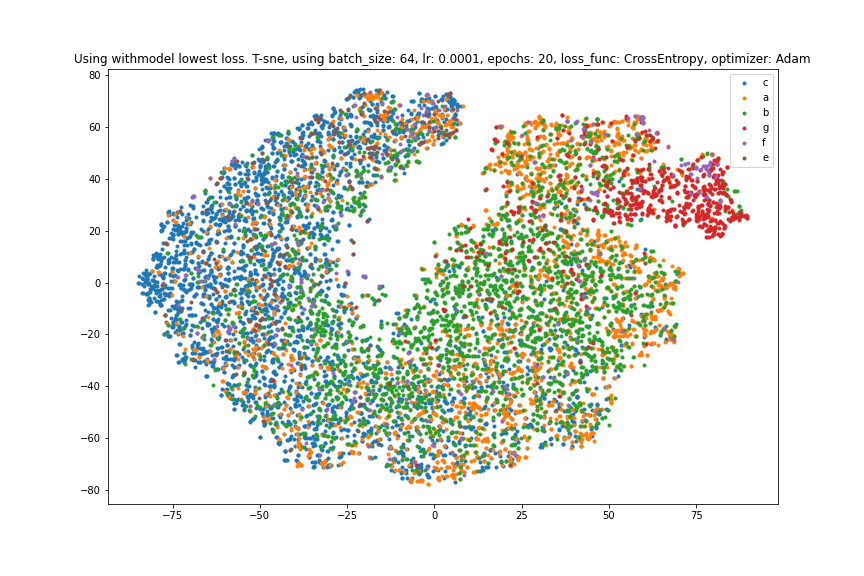 Using withmodel lowest loss. T-sne, using batch_size: 64, lr: 0.0001, epochs: 20, loss_func: CrossEntropy, optimizer: Adam
80
60
40
20
0
−20
−40
−60
−80
−75
−50
−25
0
25
50
75
c
a
b
g
f
e